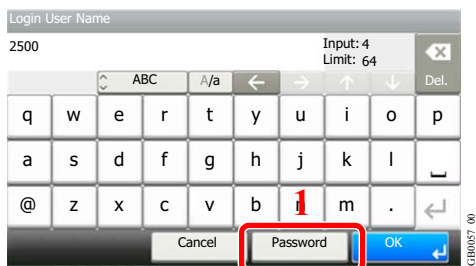 Login User Name
2500
Input: 4
Limit: 64
ABC A/a Del.
q w e r t y u i o p
a s d f g h j k l
@ z x c v b n m .
1
Cancel Password OK
GB0057_00